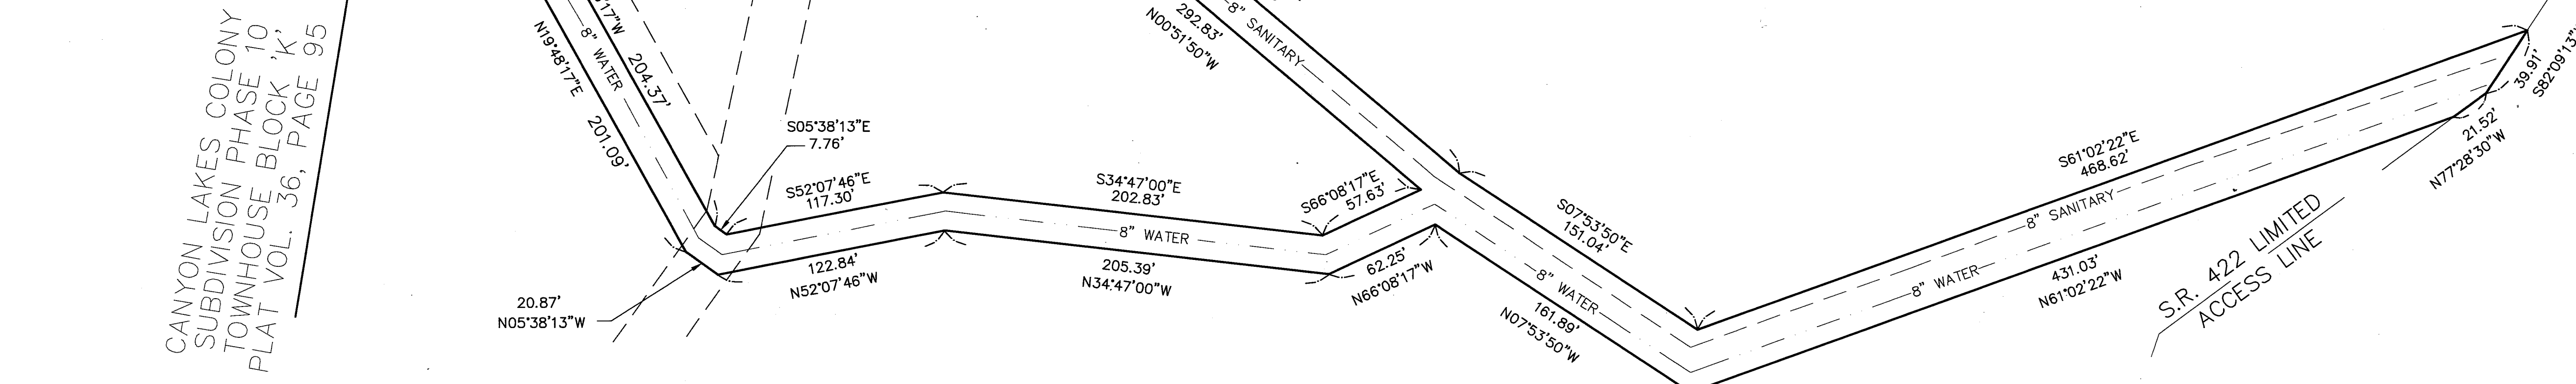 CANYON LAKES COLONY
SUBDIVISION PHASE 10
TOWNHOUSE BLOCK 'K'
PLAT VOL. 36, PAGE 95
N19°48'17"E
201.09'
8" WATER
17"W
204.37'
S05°38'13"E
7.76'
20.87'
N05°38'13"W
S52°07'46"E
117.30'
122.84'
N52°07'46"W
S34°47'00"E
202.83'
8" WATER
205.39'
N34°47'00"W
S66°08'17"E
57.63'
62.25'
N66°08'17"W
292.83'
N00°51'50"W
8" SANITARY
S07°53'50"E
151.04'
8" WATER
161.89'
N07°53'50"W
S61°02'22"E
468.62'
8" SANITARY
8" WATER
431.03'
N61°02'22"W
39.91'
S82°09'13"
21.52'
N77°28'30"W
S.R. 422 LIMITED
ACCESS LINE